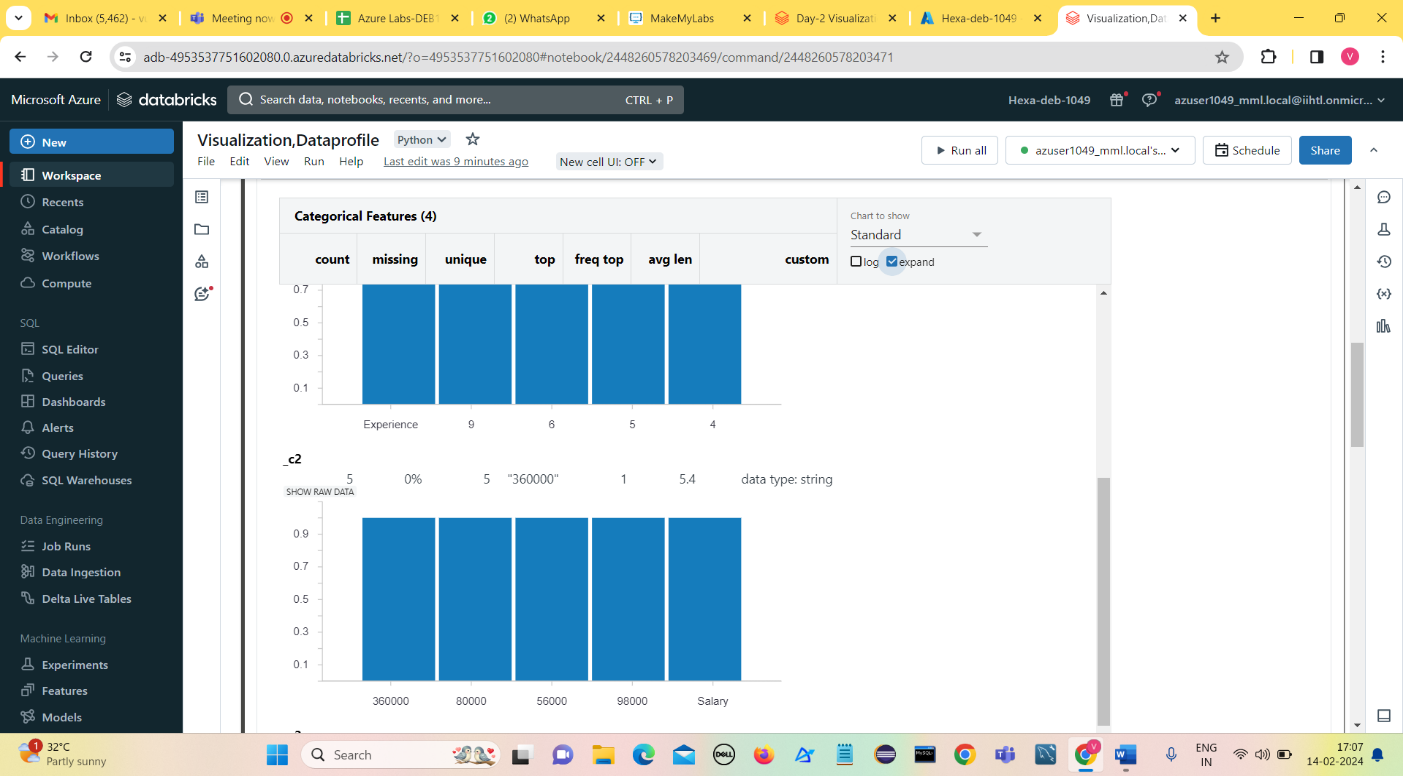 Inbox (5,462) - v
Meeting now
Azure Labs-DEB1
(2) WhatsApp
MakeMyLabs
Day-2 Visualizati
Hexa-deb-1049
Visualization,Dat
adb-4953537751602080.0.azuredatabricks.net/?o=4953537751602080#notebook/2448260578203469/command/2448260578203471
V
Microsoft Azure
databricks
Search data, notebooks, recents, and more...
CTRL + P
Hexa-deb-1049
azuser1049_mml.local@iihtl.onmicr...
New
Workspace
Recents
Catalog
Workflows
Compute
SQL
SQL Editor
Queries
Dashboards
Alerts
Query History
SQL Warehouses
Data Engineering
Job Runs
Data Ingestion
Delta Live Tables
Machine Learning
Experiments
Features
Models
Visualization,Dataprofile
Python
File Edit View Run Help Last edit was 9 minutes ago New cell UI: OFF
Run all
azuser1049_mml.local's...
Schedule
Share
Categorical Features (4)
Chart to show
Standard
log expand
count missing unique top freq top avg len custom
0.7
0.5
0.3
0.1
Experience 9 6 5 4
_c2
5 0% 5 "360000" 1 5.4 data type: string
SHOW RAW DATA
0.9
0.7
0.5
0.3
0.1
360000 80000 56000 98000 Salary
1
32°C
Partly sunny
Search
DELL
V
ENG
IN
17:07
14-02-2024